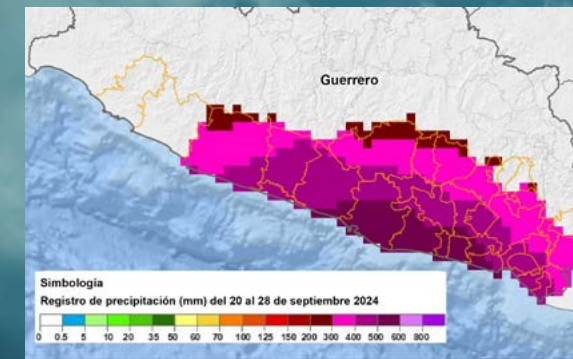 Guerrero
Simbología
Registro de precipitación (mm) del 20 al 28 de septiembre 2024
0 0.5 5 10 20 35 50 60 70 100 125 150 200 300 400 500 600 800